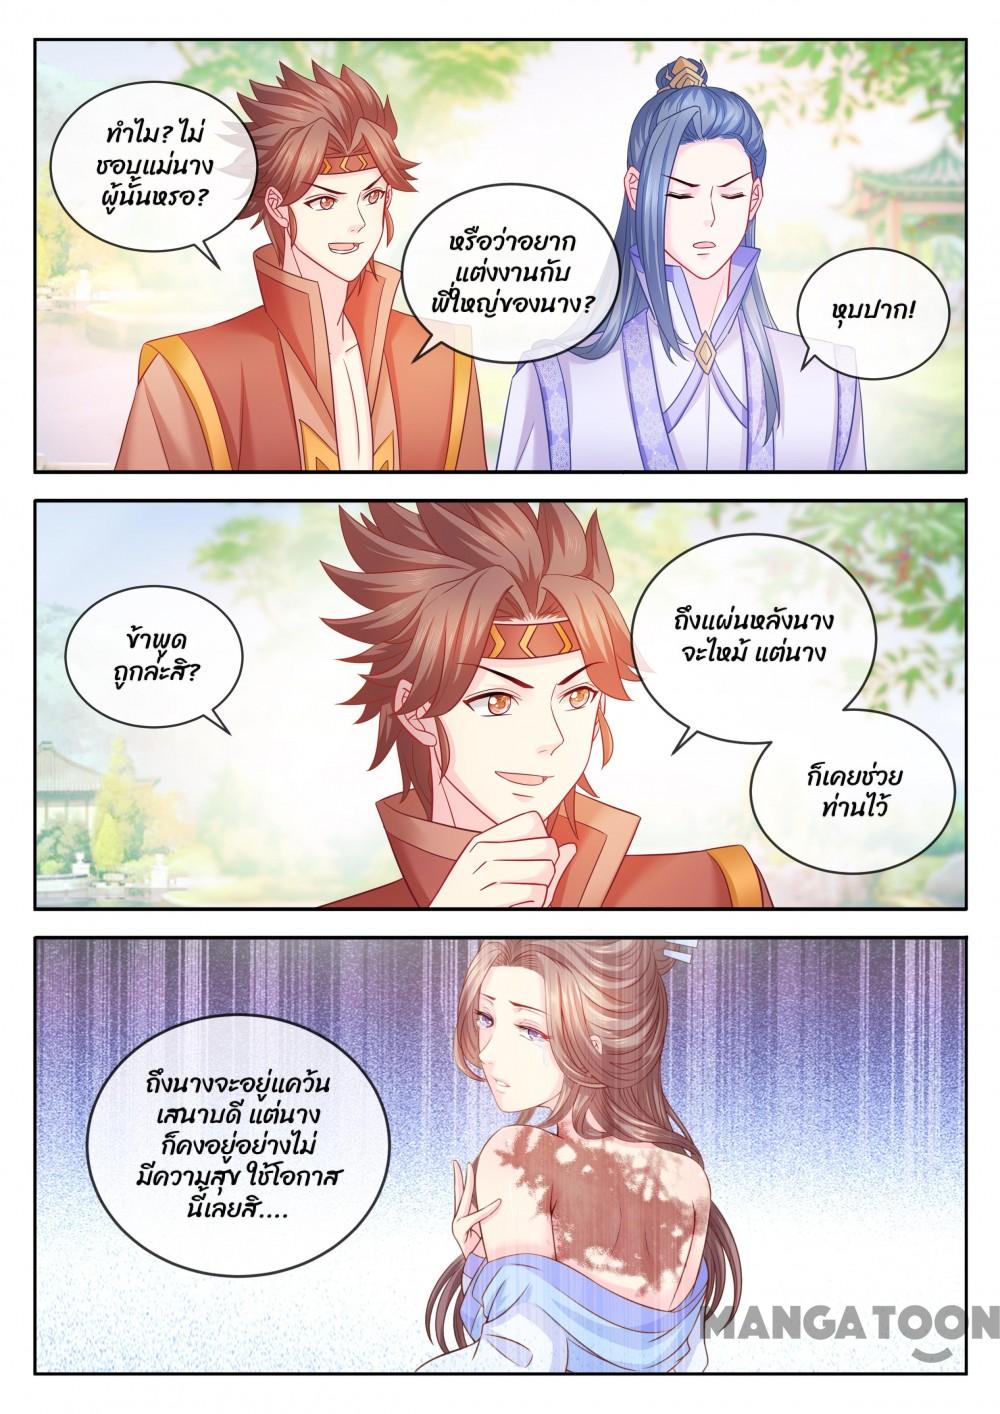 ทำไม? ไม่
ชอบแม่นาง
ผู้นั้นหรอ?
หรือว่าอยาก
แต่งงานกับ
พี่ใหญ่ของนาง?
หุบปาก!
ข้าพูด
ถูกล่ะสิ?
ถึงแผ่นหลังนาง
จะไหม้ แต่นาง
ก็เคยช่วย
ท่านไว้
ถึงนางจะอยู่แคว้น
เสนาบดี แต่นาง
ก็คงอยู่อย่างไม่
มีความสุข ใช้โอกาส
นี้เลยสิ....
MANGATOON